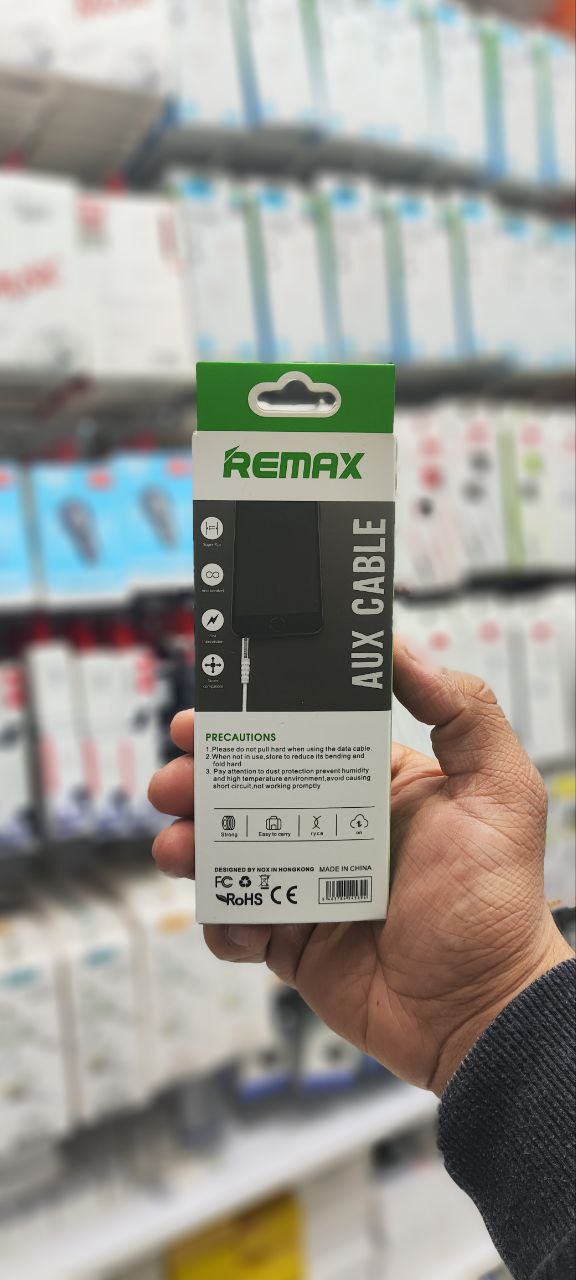 REMAX
AUX CABLE
PRECAUTIONS
1.Please do not pull hard when using the data cable.
2.When not in use,store to reduce its bending and
fold hard
3. Pay attention to dust protection prevent humidity
and high temperature environment,avoid causing
short circuit,not working promptly
Strong
Easy to carry
ryce
on
DESIGNED BY NOX IN HONGKONG
MADE IN CHINA
FC
RoHS
CE